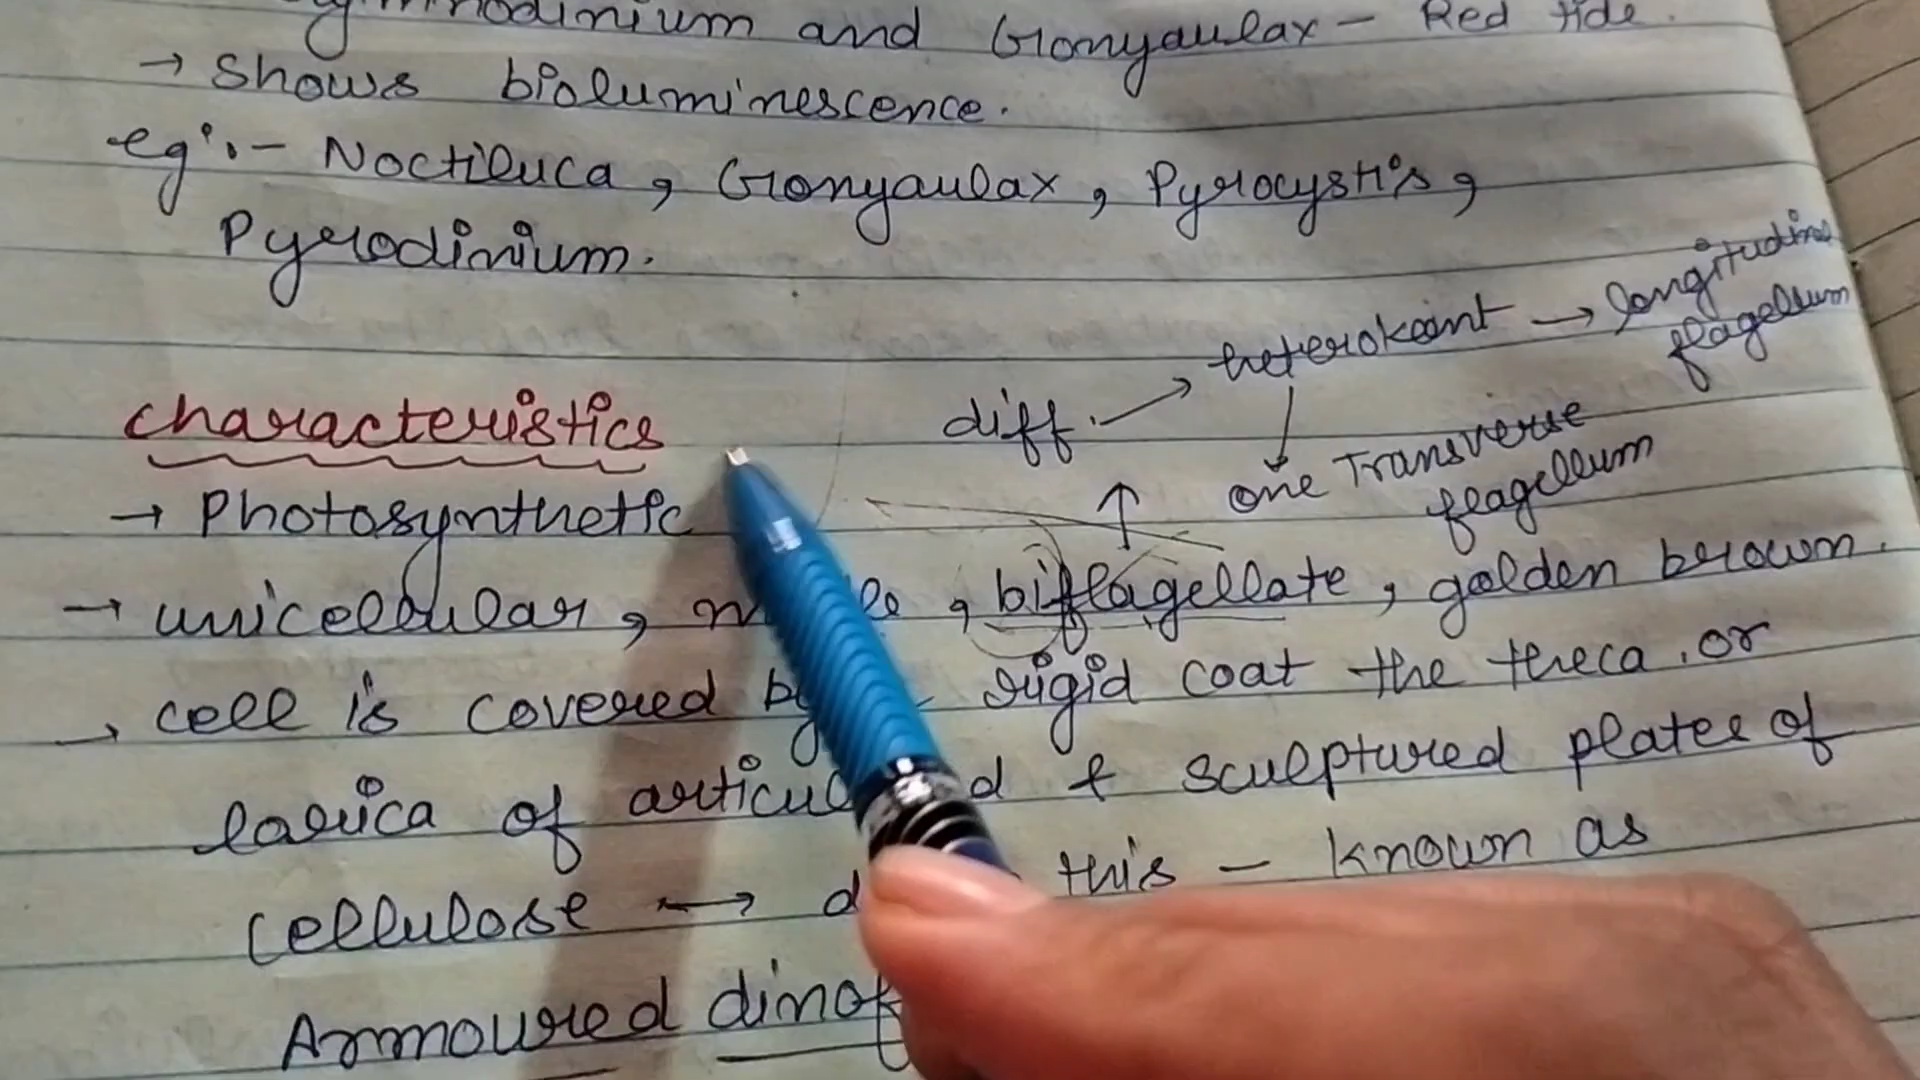 and Gonyaulax - Red tide.
→ Shows bioluminescence.
eg:- Noctiluca, Gonyaulax, Pyrocystis,
Pyrodinium.
heterokont → longitudinal flagellum
diff. →
one Transverse flagellum
characteristics
→ Photosynthetic
→ unicellular, , biflagellate, golden brown.
→ cell is covered by rigid coat the theca. or
larica of & sculptured plates of
cellulose → this - known as
Armoured